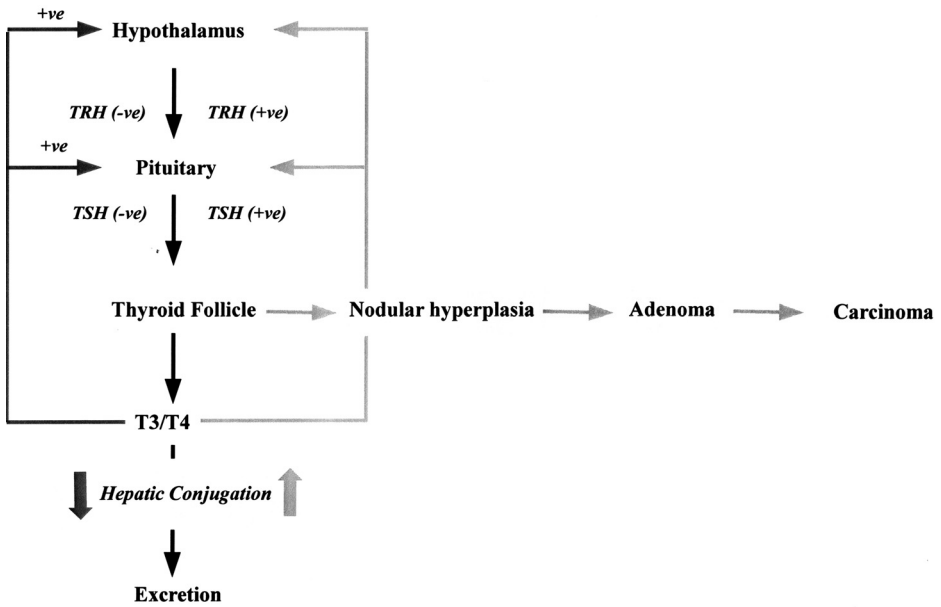 +ve
Hypothalamus
TRH (-ve) TRH (+ve)
+ve
Pituitary
TSH (-ve) TSH (+ve)
Thyroid Follicle Nodular hyperplasia Adenoma Carcinoma
T3/T4
Hepatic Conjugation
Excretion